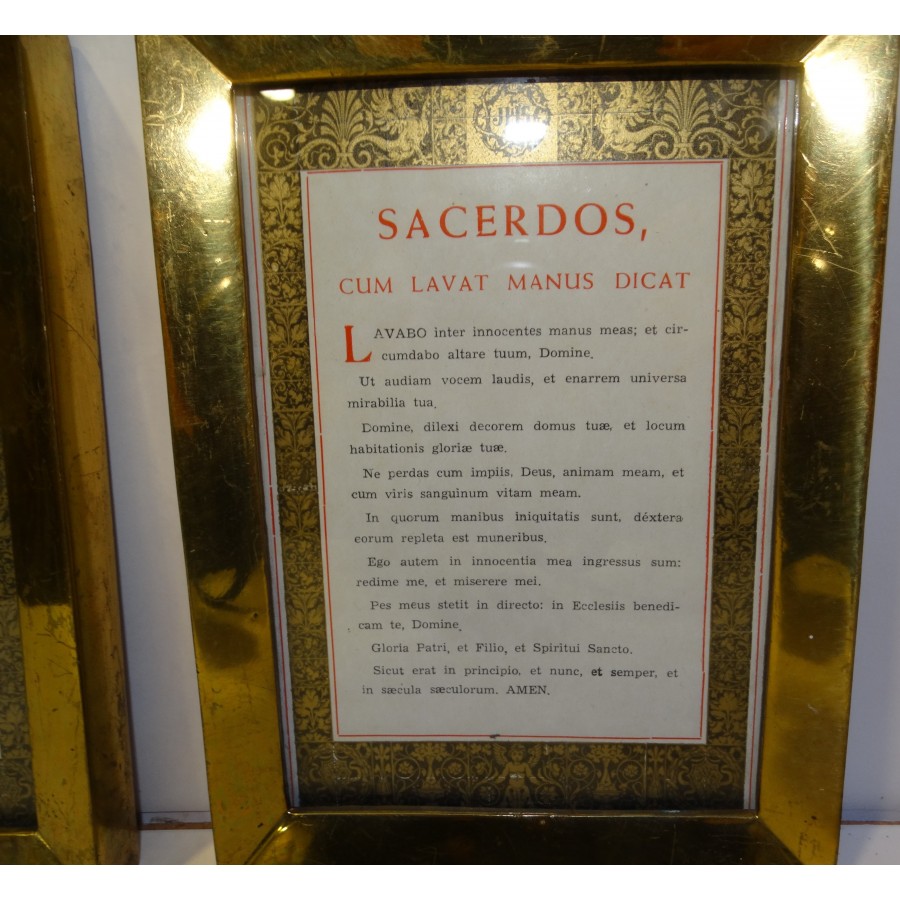 JHS
SACERDOS,
CUM LAVAT MANUS DICAT
LAVABO inter innocentes manus meas; et cir-
cumdabo altare tuum, Domine.
Ut audiam vocem laudis, et enarrem universa
mirabilia tua.
Domine, dilexi decorem domus tuæ, et locum
habitationis gloriæ tuæ.
Ne perdas cum impiis, Deus, animam meam, et
cum viris sanguinum vitam meam.
In quorum manibus iniquitatis sunt, déxtera
eorum repleta est muneribus.
Ego autem in innocentia mea ingressus sum:
redime me, et miserere mei.
Pes meus stetit in directo: in Ecclesiis benedi-
cam te, Domine.
Gloria Patri, et Filio, et Spiritui Sancto.
Sicut erat in principio, et nunc, et semper, et
in sæcula sæculorum. AMEN.